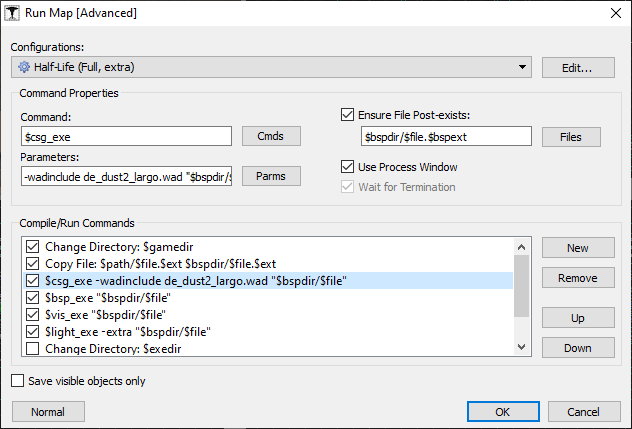 Run Map [Advanced]
Configurations:
Half-Life (Full, extra)
Edit...
Command Properties
Command:
$csg_exe
Cmds
Ensure File Post-exists:
$bspdir/$file.$bspext
Files
Parameters:
-wadinclude de_dust2_largo.wad "$bspdir/$
Parms
Use Process Window
Wait for Termination
Compile/Run Commands
Change Directory: $gamedir
Copy File: $path/$file.$ext $bspdir/$file.$ext
$csg_exe -wadinclude de_dust2_largo.wad "$bspdir/$file"
$bsp_exe "$bspdir/$file"
$vis_exe "$bspdir/$file"
$light_exe -extra "$bspdir/$file"
Change Directory: $exedir
New
Remove
Up
Down
Save visible objects only
Normal
OK
Cancel